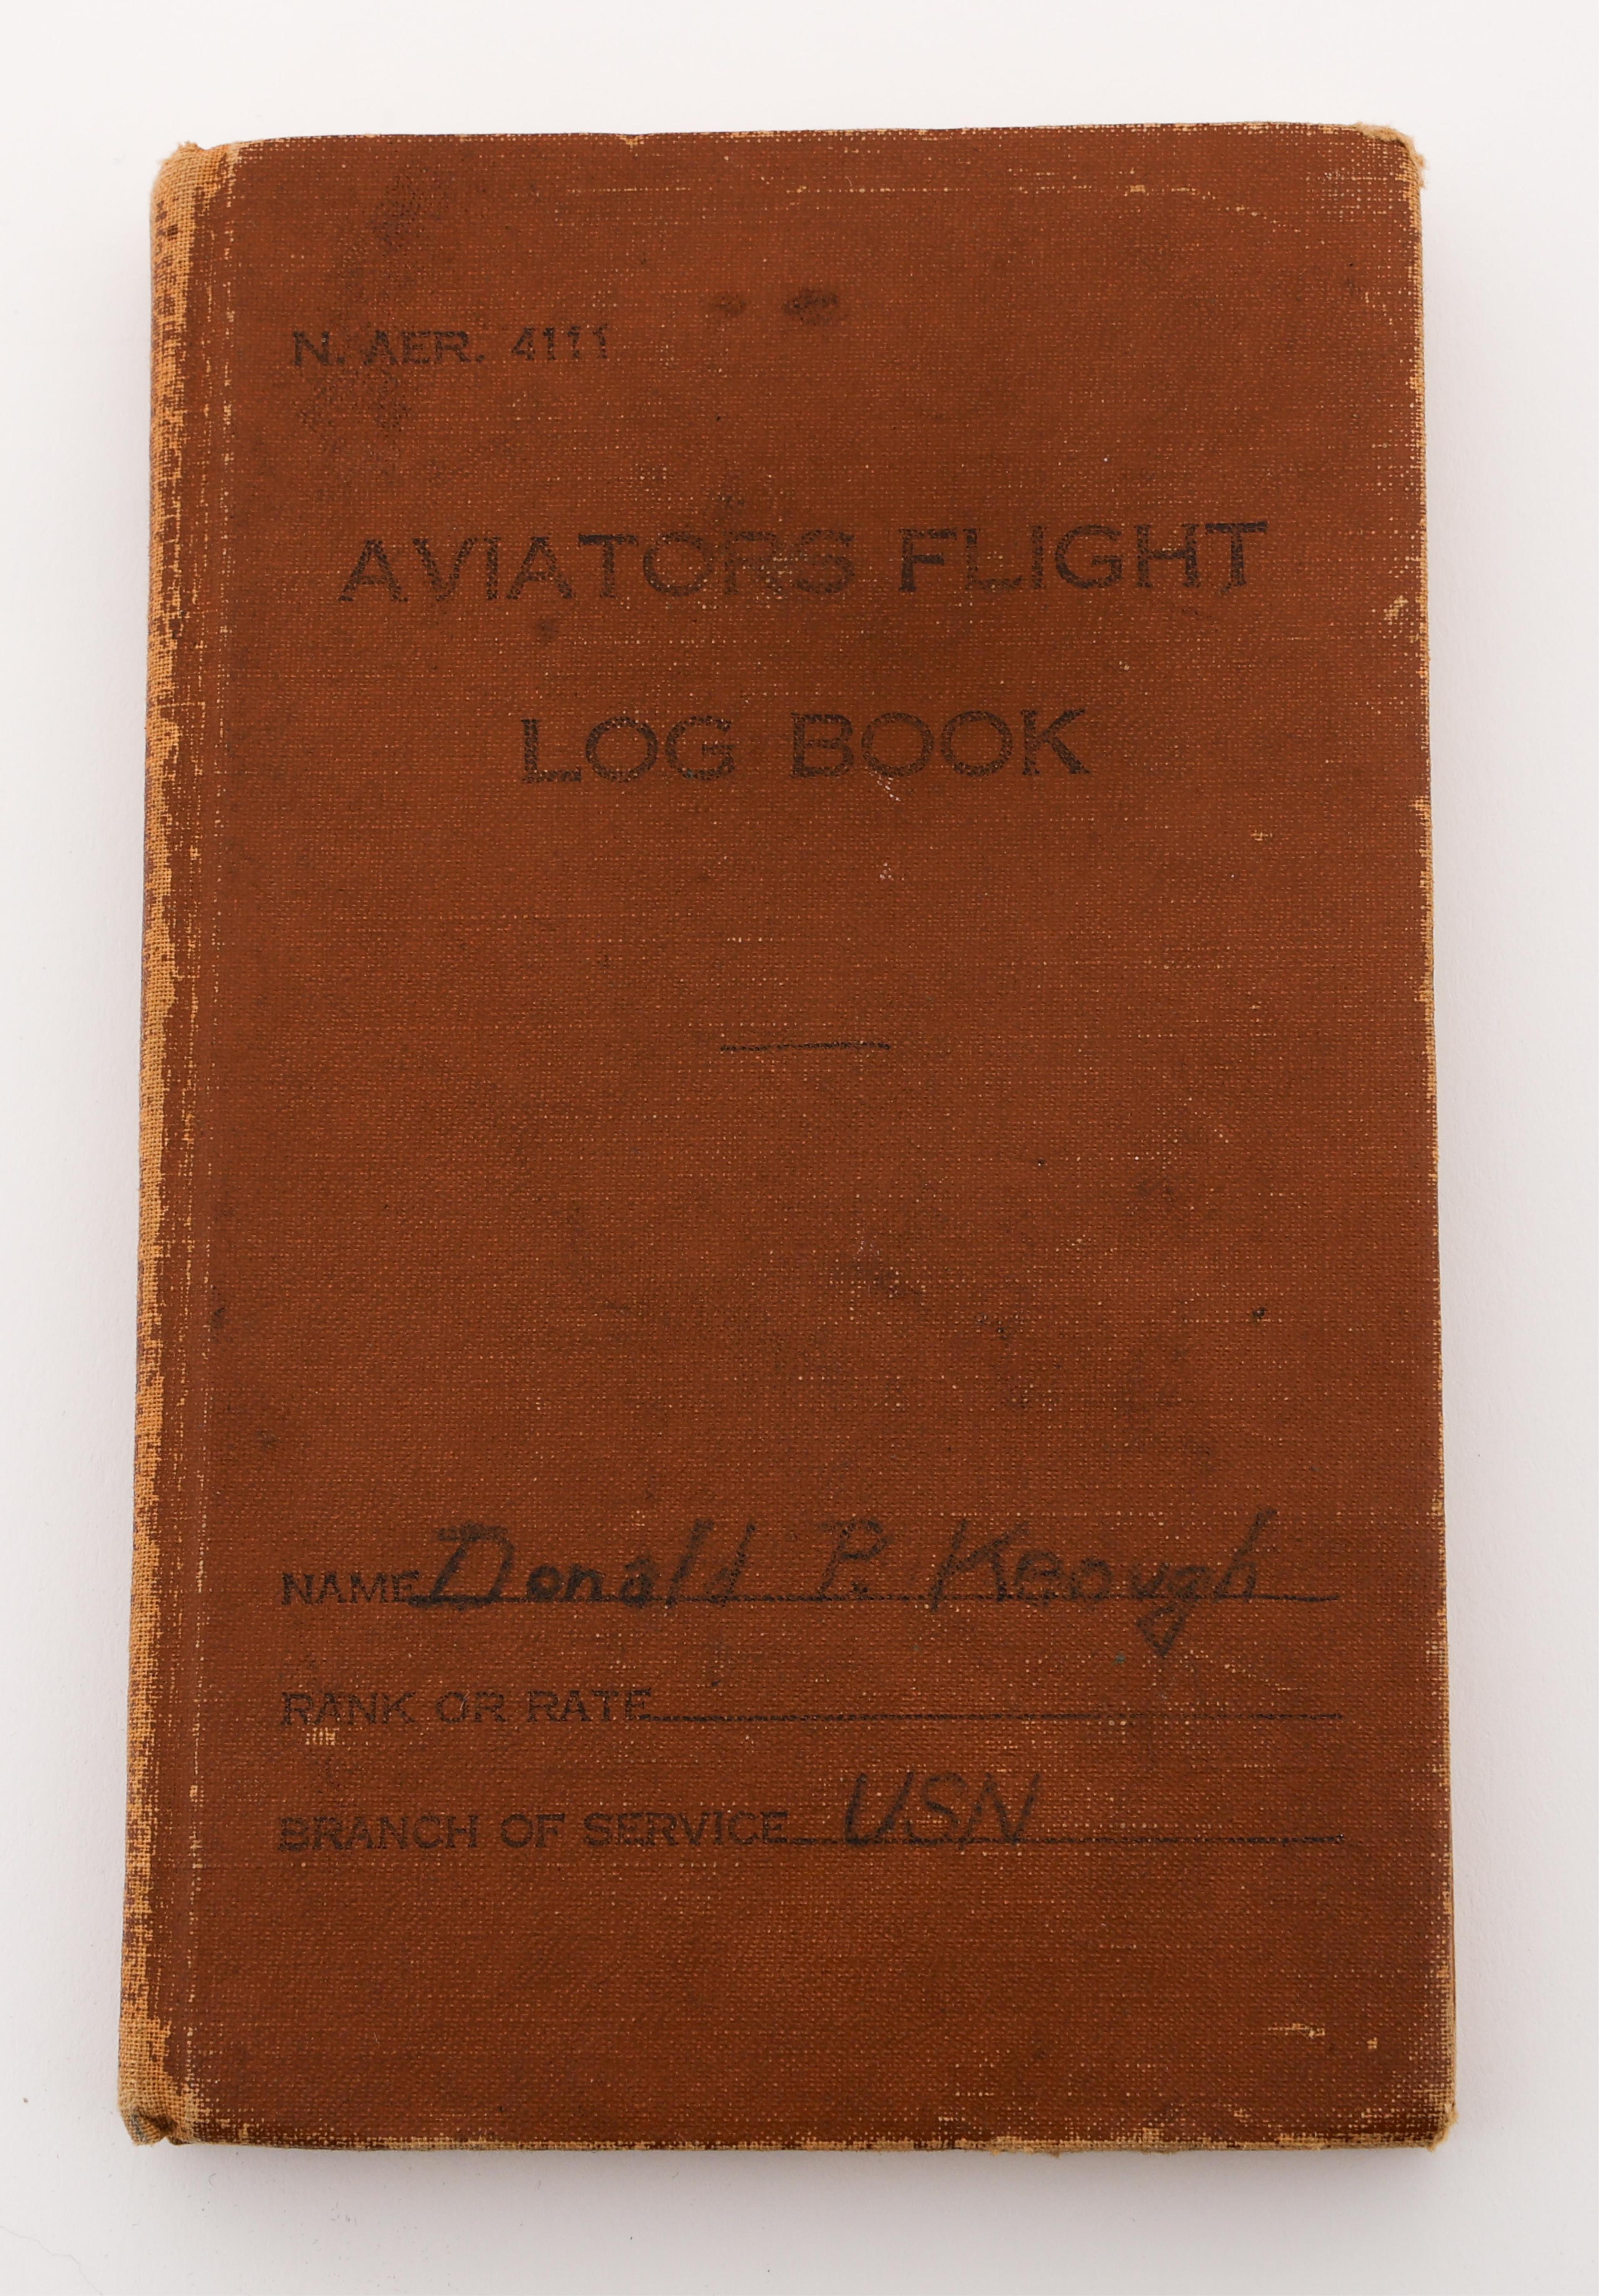 N. AER. 4111
AVIATORS FLIGHT
LOG BOOK
NAME Donald P. Keough
RANK OR RATE
BRANCH OF SERVICE USN